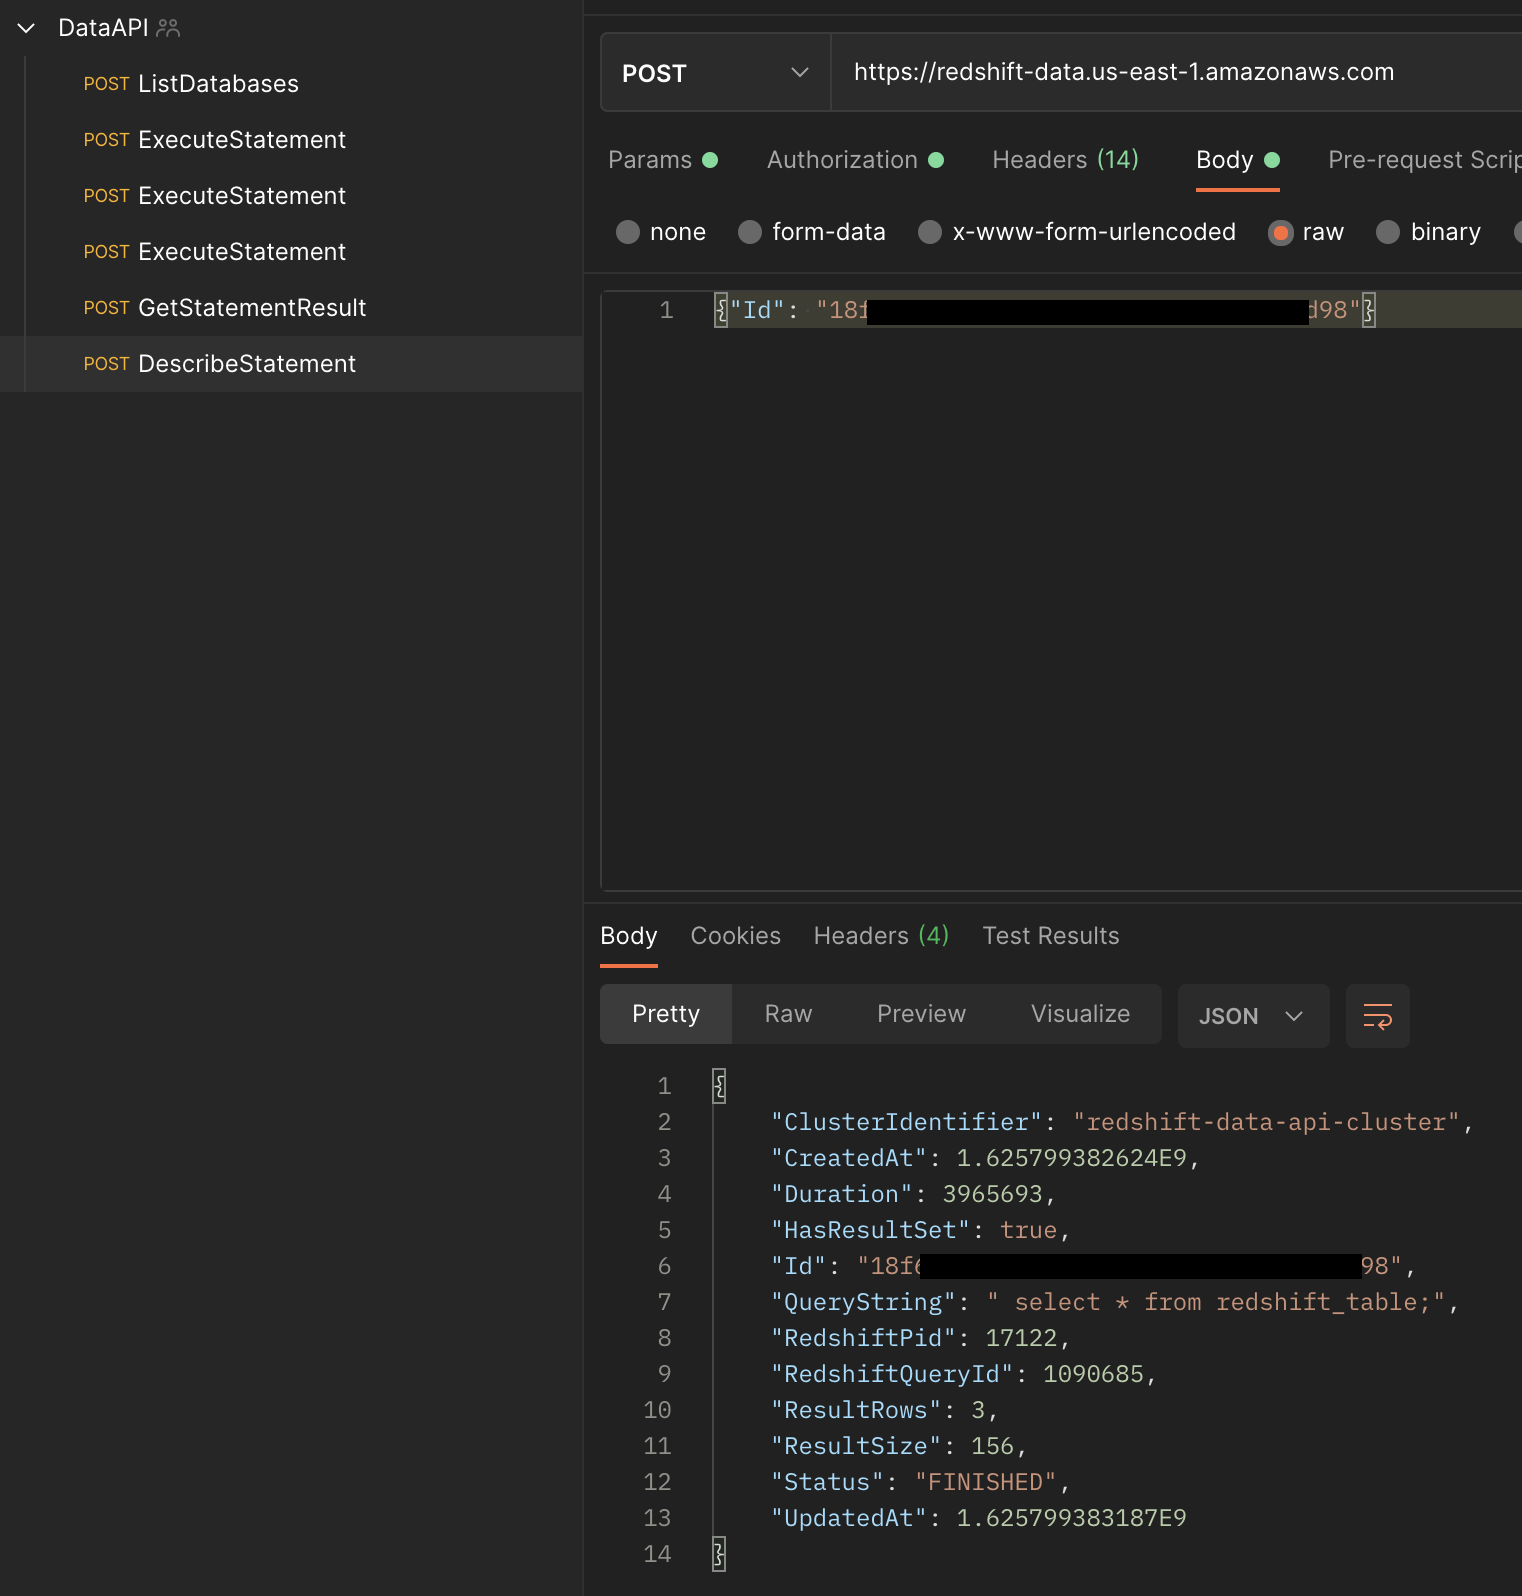 DataAPI
POST ListDatabases
POST ExecuteStatement
POST ExecuteStatement
POST ExecuteStatement
POST GetStatementResult
POST DescribeStatement
POST https://redshift-data.us-east-1.amazonaws.com
Params Authorization Headers (14) Body Pre-request Scrip
none form-data x-www-form-urlencoded raw binary
1 {"Id": "18f d98"}
Body Cookies Headers (4) Test Results
Pretty Raw Preview Visualize JSON
1 {
2 "ClusterIdentifier": "redshift-data-api-cluster",
3 "CreatedAt": 1.625799382624E9,
4 "Duration": 3965693,
5 "HasResultSet": true,
6 "Id": "18f6 98",
7 "QueryString": " select * from redshift_table;",
8 "RedshiftPid": 17122,
9 "RedshiftQueryId": 1090685,
10 "ResultRows": 3,
11 "ResultSize": 156,
12 "Status": "FINISHED",
13 "UpdatedAt": 1.625799383187E9
14 }